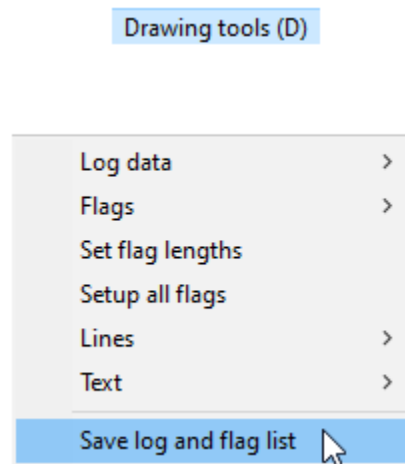 Drawing tools (D)
Log data
Flags
Set flag lengths
Setup all flags
Lines
Text
Save log and flag list